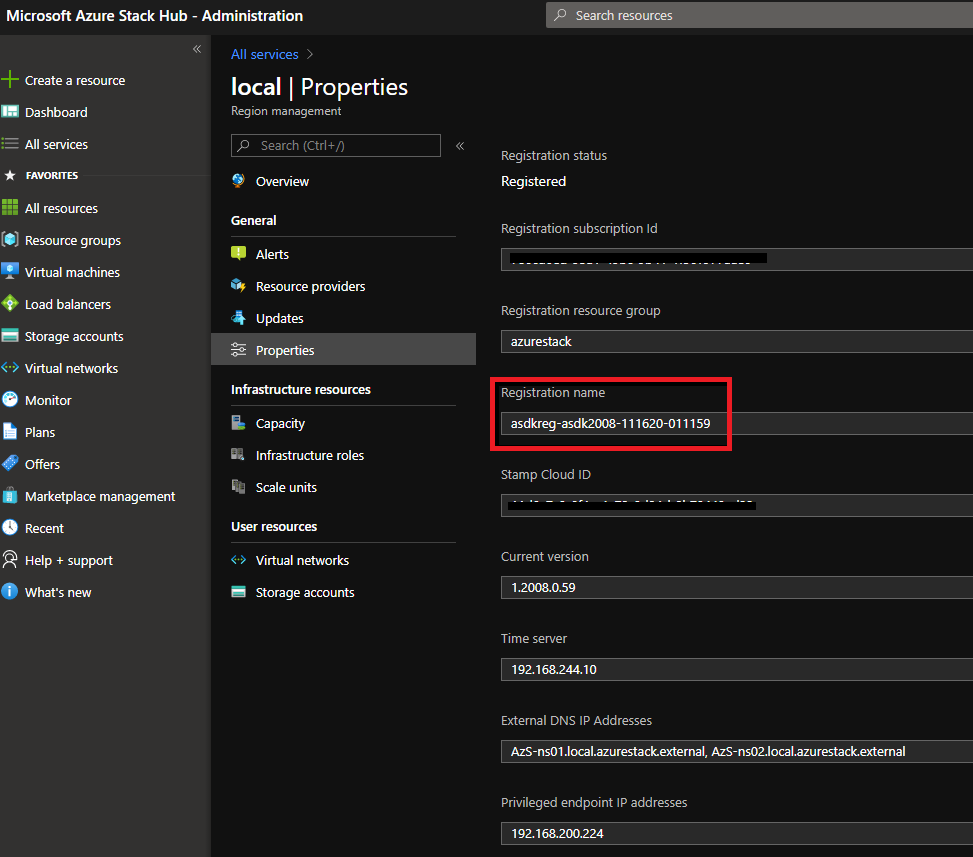 Microsoft Azure Stack Hub - Administration
Search resources
«
Create a resource
Dashboard
All services
FAVORITES
All resources
Resource groups
Virtual machines
Load balancers
Storage accounts
Virtual networks
Monitor
Plans
Offers
Marketplace management
Recent
Help + support
What's new
All services >
local | Properties
Region management
Search (Ctrl+/)
«
Overview
General
Alerts
Resource providers
Updates
Properties
Infrastructure resources
Capacity
Infrastructure roles
Scale units
User resources
Virtual networks
Storage accounts
Registration status
Registered
Registration subscription Id
Registration resource group
azurestack
Registration name
asdkreg-asdk2008-111620-011159
Stamp Cloud ID
Current version
1.2008.0.59
Time server
192.168.244.10
External DNS IP Addresses
AzS-ns01.local.azurestack.external, AzS-ns02.local.azurestack.external
Privileged endpoint IP addresses
192.168.200.224